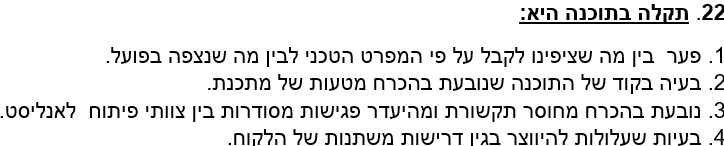 22. תקלה בתוכנה היא:
1. פער בין מה שציפינו לקבל על פי המפרט הטכני לבין מה שנצפה בפועל.
2. בעיה בקוד של התוכנה שנובעת בהכרח מטעות של מתכנת.
3. נובעת בהכרח מחוסר תקשורת ומהיעדר פגישות מסודרות בין צוותי פיתוח לאנליסט.
4. בעיות שעלולות להיווצר בגין דרישות משתנות של הלקוח.